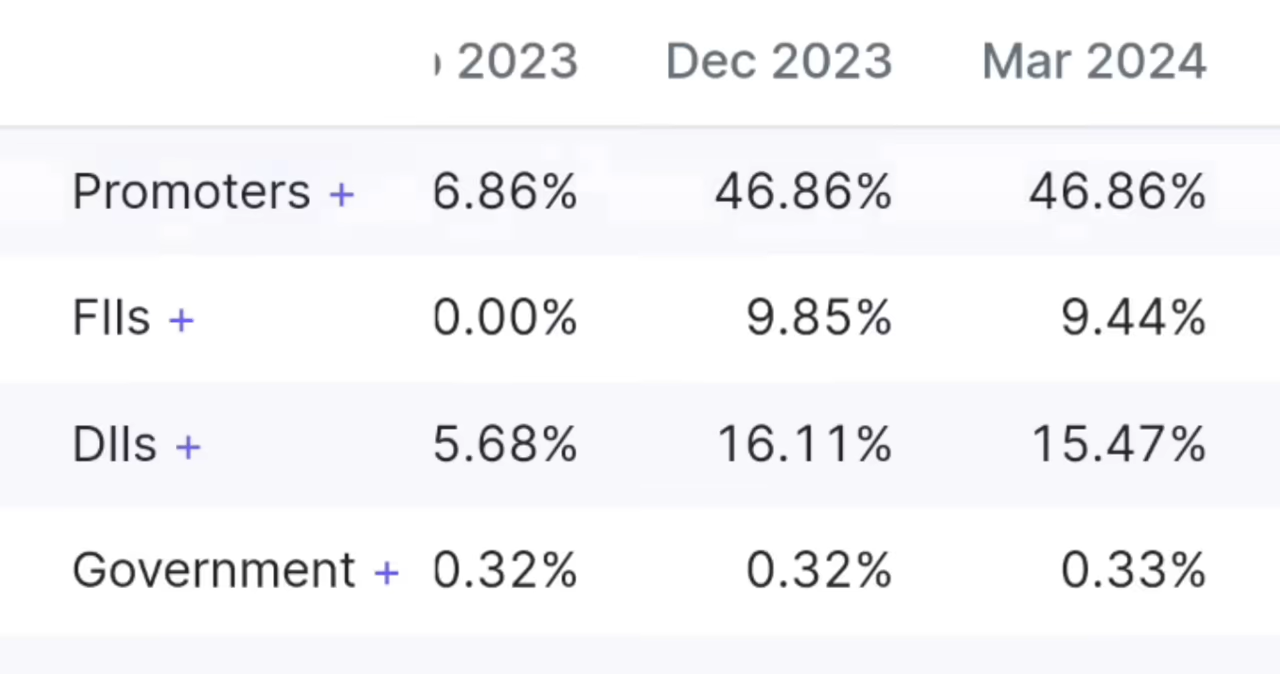 2023 Dec 2023 Mar 2024
Promoters + 6.86% 46.86% 46.86%
FIIs + 0.00% 9.85% 9.44%
DIIs + 5.68% 16.11% 15.47%
Government + 0.32% 0.32% 0.33%